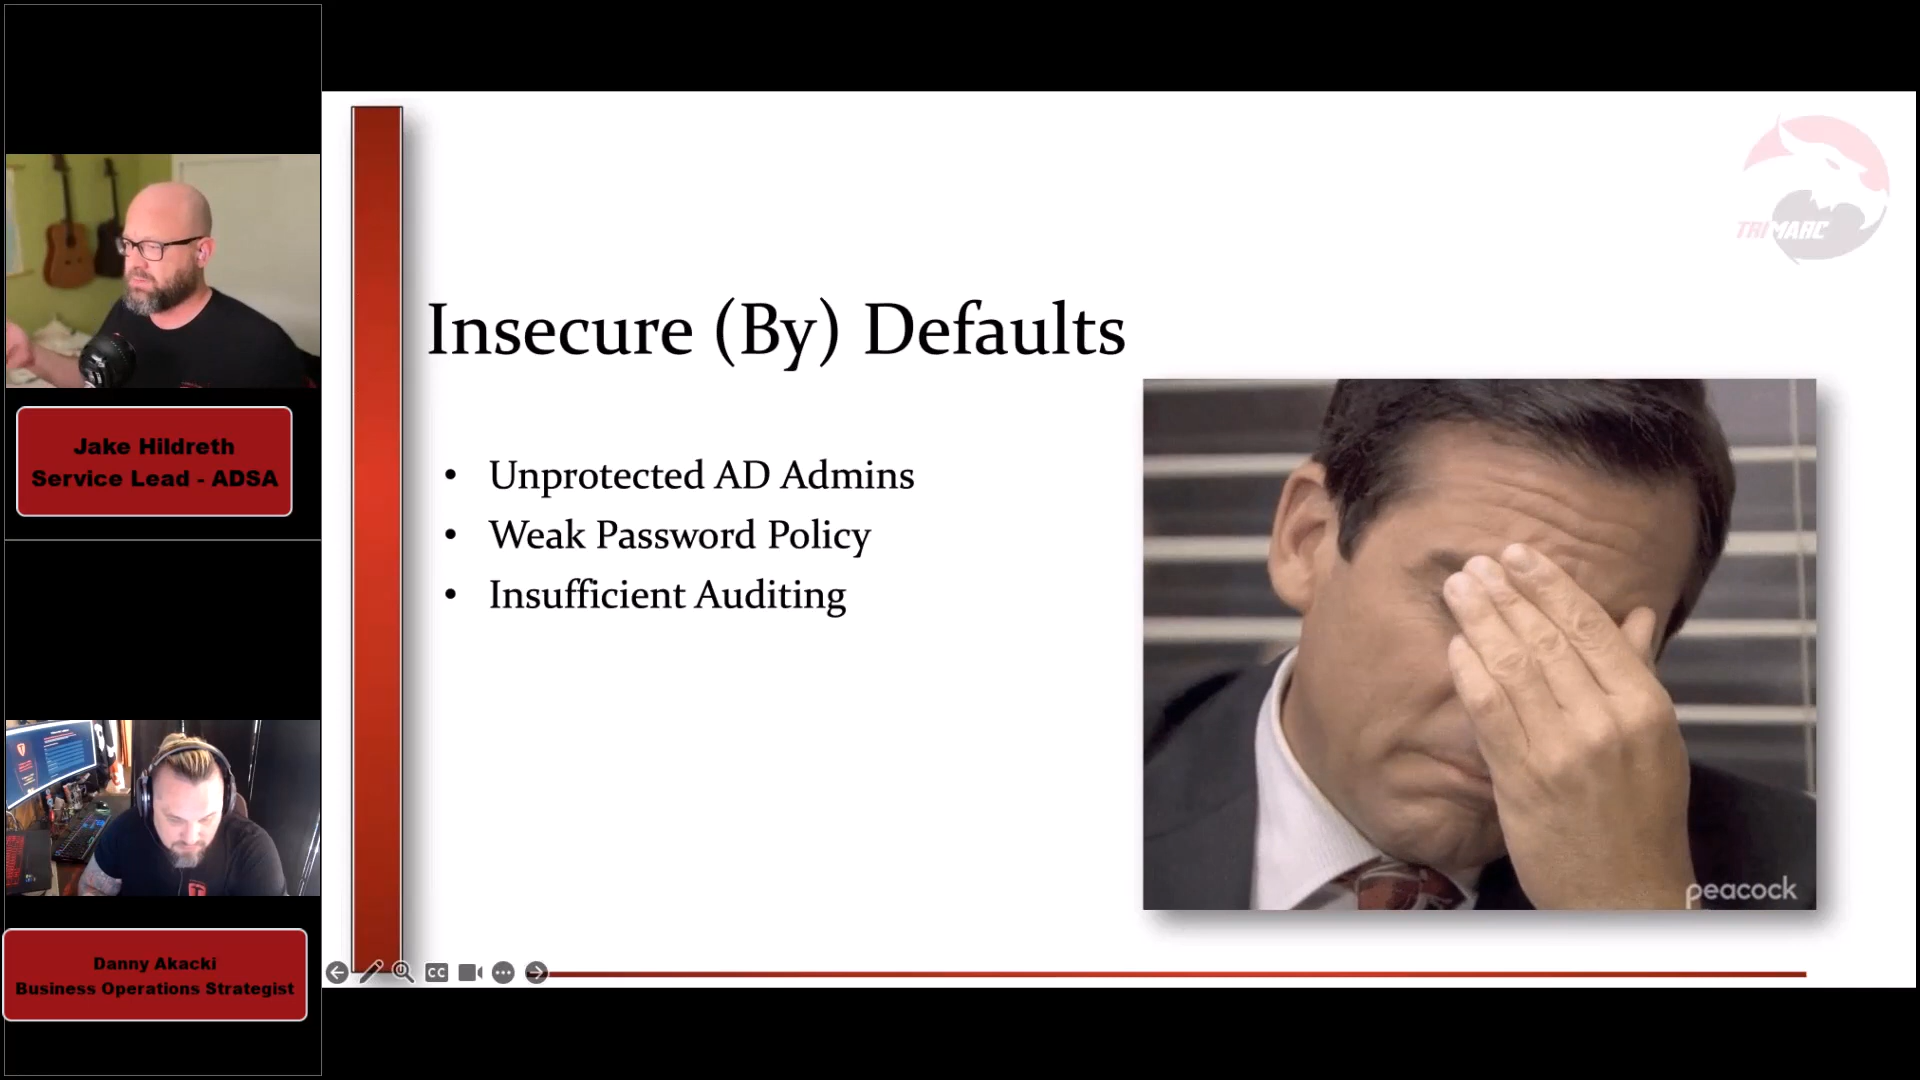 Jake Hildreth
Service Lead - ADSA
Danny Akacki
Business Operations Strategist
TRIMARC
Insecure (By) Defaults
• Unprotected AD Admins
• Weak Password Policy
• Insufficient Auditing
peacock
CC